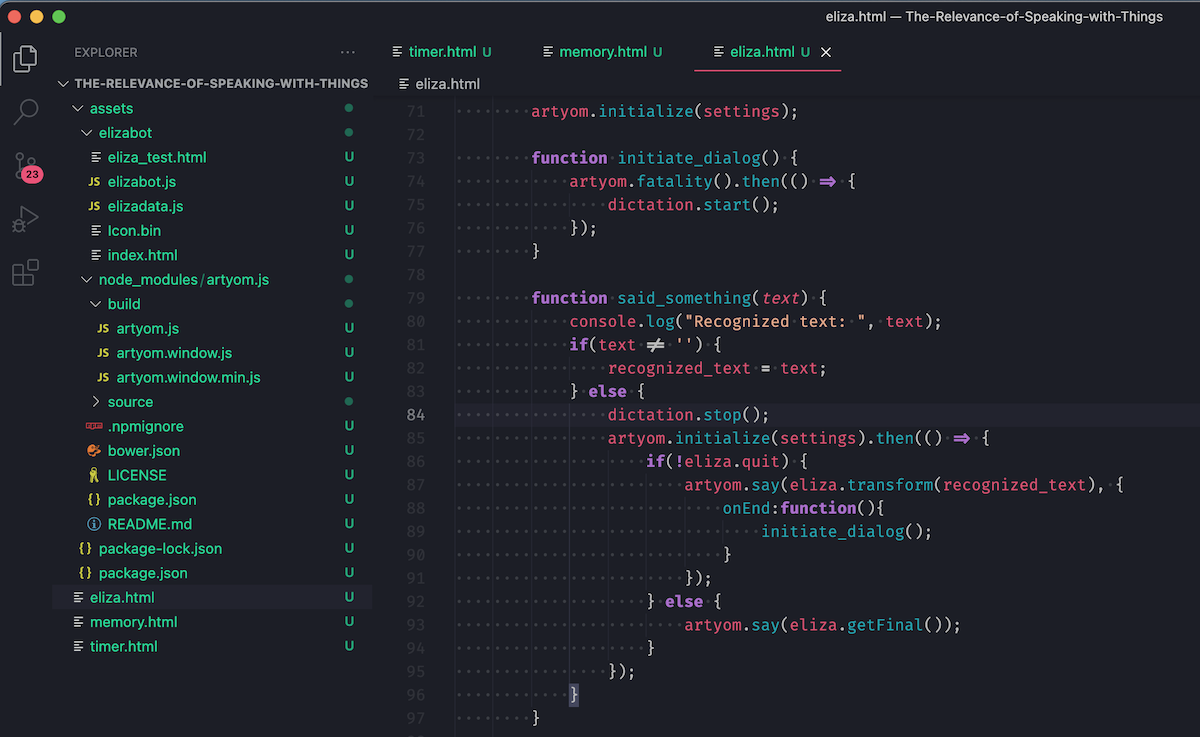 eliza.html — The-Relevance-of-Speaking-with-Things
EXPLORER ···
THE-RELEVANCE-OF-SPEAKING-WITH-THINGS
assets
elizabot
eliza_test.html U
JS elizabot.js U
JS elizadata.js U
Icon.bin U
index.html U
node_modules/artyom.js
build
JS artyom.js U
JS artyom.window.js U
JS artyom.window.min.js U
source
.npmignore U
bower.json U
LICENSE U
{} package.json U
README.md U
{} package-lock.json U
{} package.json U
eliza.html U
memory.html U
timer.html U
23
timer.html U memory.html U eliza.html U ×
eliza.html
71 artyom.initialize(settings);
72
73 function initiate_dialog() {
74 artyom.fatality().then(() ⇒ {
75 dictation.start();
76 });
77 }
78
79 function said_something(text) {
80 console.log("Recognized text: ", text);
81 if(text ≠ '') {
82 recognized_text = text;
83 } else {
84 dictation.stop();
85 artyom.initialize(settings).then(() ⇒ {
86 if(!eliza.quit) {
87 artyom.say(eliza.transform(recognized_text), {
88 onEnd:function(){
89 initiate_dialog();
90 }
91 });
92 } else {
93 artyom.say(eliza.getFinal());
94 }
95 });
96 }
97 }